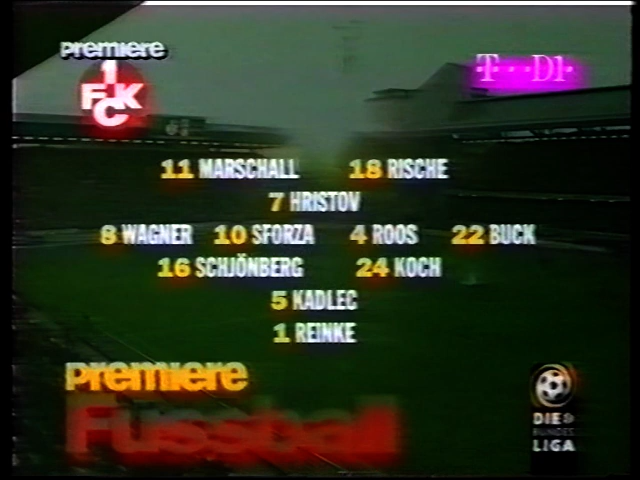 premiere
T · · · D1 ·
1
FCK
11 MARSCHALL 18 RISCHE
7 HRISTOV
8 WAGNER 10 SFORZA 4 ROOS 22 BUCK
16 SCHJÖNBERG 24 KOCH
5 KADLEC
1 REINKE
premiere
Fussball
DIE
BUNDES
LIGA